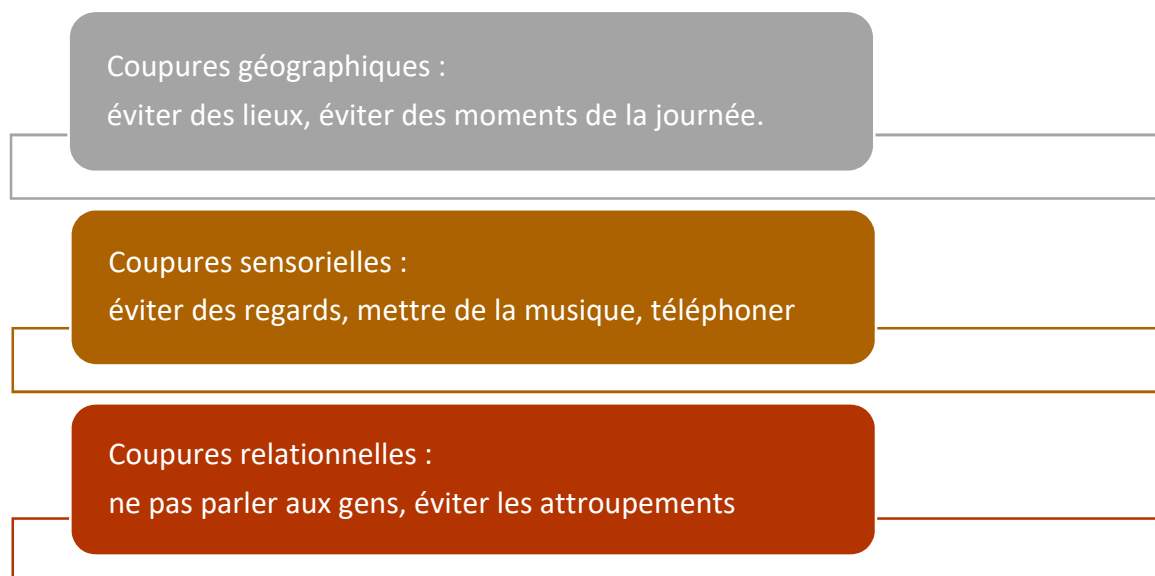 Coupures géographiques :
éviter des lieux, éviter des moments de la journée.
Coupures sensorielles :
éviter des regards, mettre de la musique, téléphoner
Coupures relationnelles :
ne pas parler aux gens, éviter les attroupements